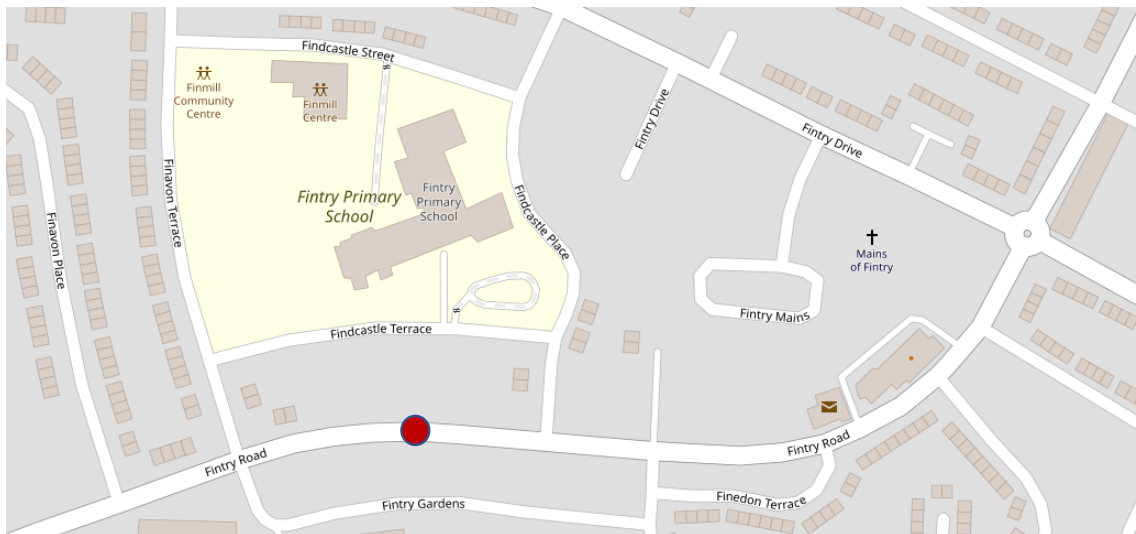 Findcastle Street
Finmill
Community
Centre
Finmill
Centre
Fintry Drive
Fintry Drive
Fintry Primary
School
Fintry
Primary
School
Finavon Terrace
Finavon Place
Findcastle Place
Mains
of Fintry
Fintry Mains
Findcastle Terrace
Fintry Road
Fintry Road
Fintry Gardens
Finedon Terrace